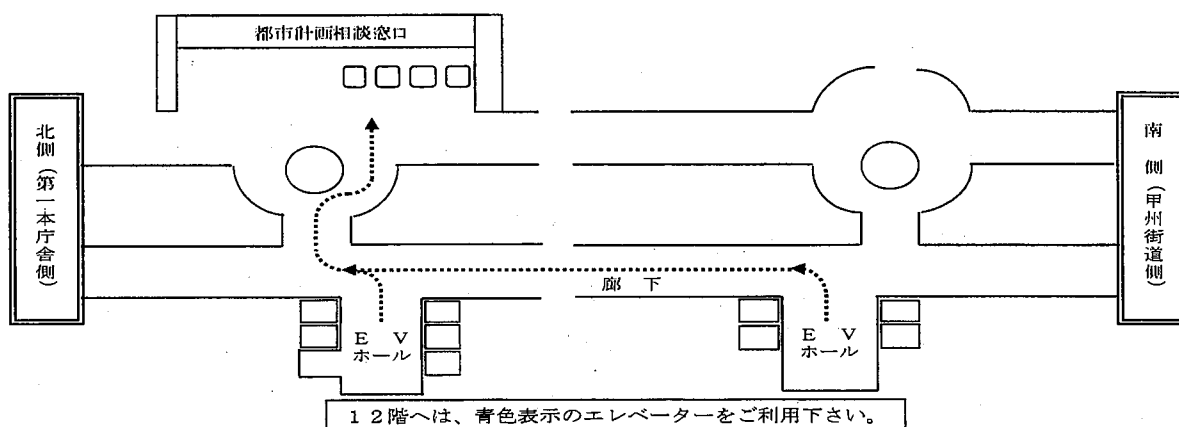 都市計画相談窓口
北側（第一本庁舎側）
南側（甲州街道側）
廊下
ＥＶ
ホール
ＥＶ
ホール
１２階へは、青色表示のエレベーターをご利用下さい。